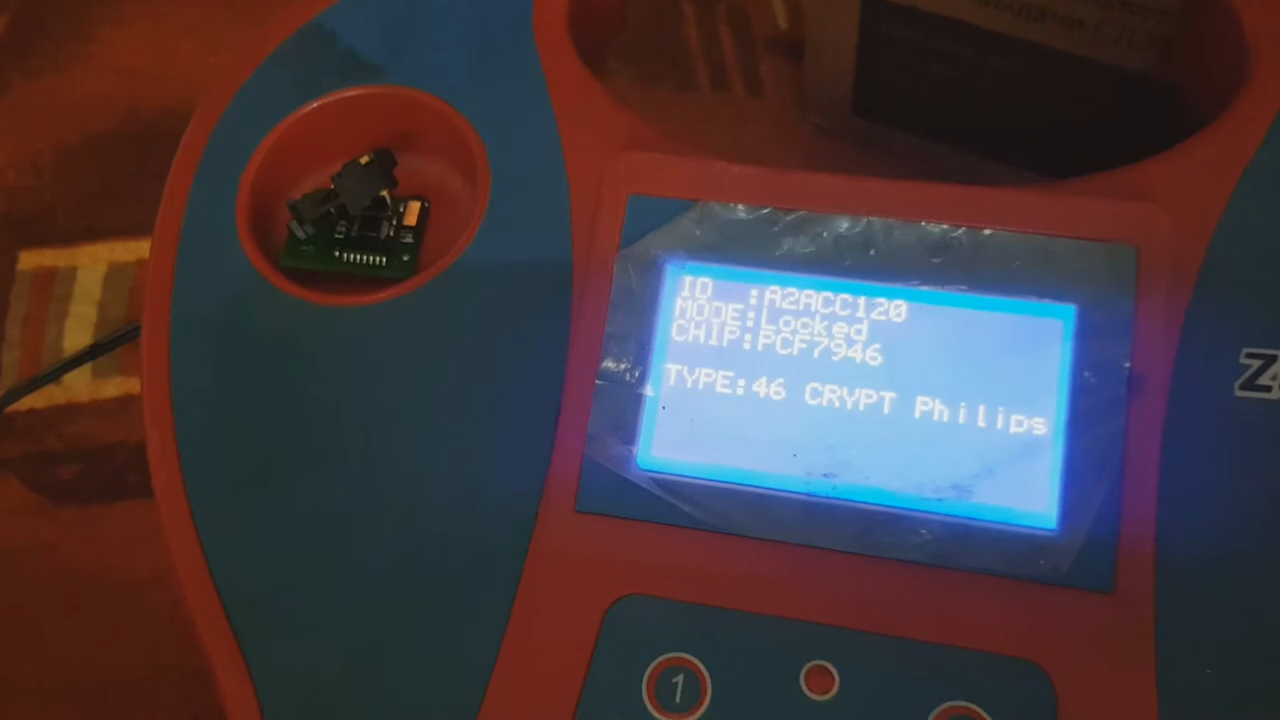 ID :A2ACC120
MODE:Locked
CHIP:PCF7946
TYPE:46 CRYPT Philips
Z
1